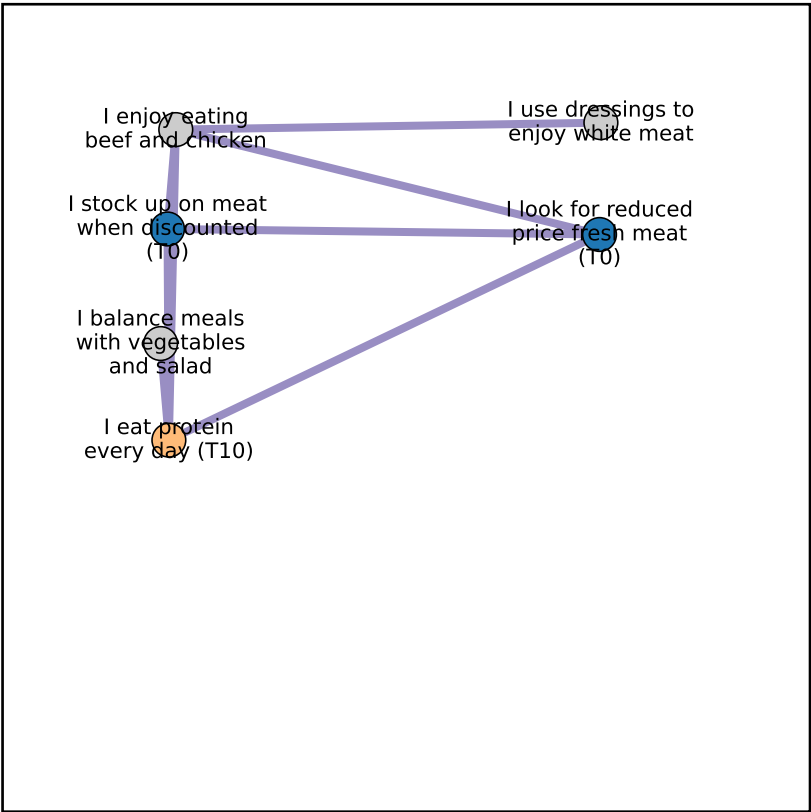 I enjoy eating
beef and chicken
I use dressings to
enjoy white meat
I stock up on meat
when discounted
(T0)
I look for reduced
price fresh meat
(T0)
I balance meals
with vegetables
and salad
I eat protein
every day (T10)